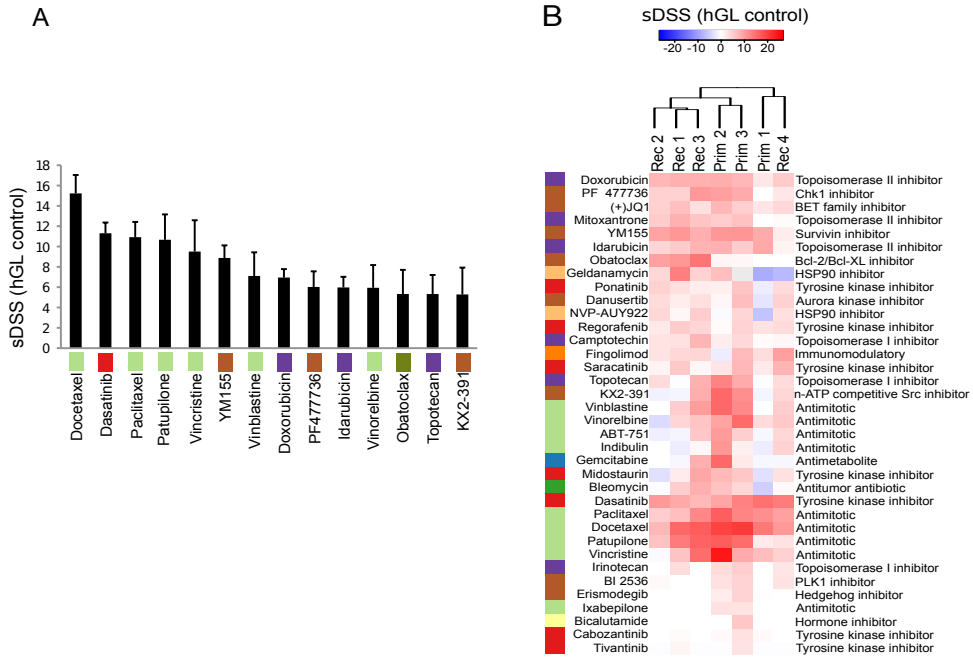 A
sDSS (hGL control)
18
16
14
12
10
8
6
4
2
0
Docetaxel
Dasatinib
Paclitaxel
Patupilone
Vincristine
YM155
Vinblastine
Doxorubicin
PF477736
Idarubicin
Vinorelbine
Obatoclax
Topotecan
KX2-391
B
sDSS (hGL control)
-20 -10 0 10 20
Rec 2
Rec 1
Rec 3
Prim 2
Prim 3
Prim 1
Rec 4
Doxorubicin Topoisomerase II inhibitor
PF 477736 Chk1 inhibitor
(+)JQ1 BET family inhibitor
Mitoxantrone Topoisomerase II inhibitor
YM155 Survivin inhibitor
Idarubicin Topoisomerase II inhibitor
Obatoclax Bcl-2/Bcl-XL inhibitor
Geldanamycin HSP90 inhibitor
Ponatinib Tyrosine kinase inhibitor
Danusertib Aurora kinase inhibitor
NVP-AUY922 HSP90 inhibitor
Regorafenib Tyrosine kinase inhibitor
Camptothecin Topoisomerase I inhibitor
Fingolimod Immunomodulatory
Saracatinib Tyrosine kinase inhibitor
Topotecan Topoisomerase I inhibitor
KX2-391 n-ATP competitive Src inhibitor
Vinblastine Antimitotic
Vinorelbine Antimitotic
ABT-751 Antimitotic
Indibulin Antimitotic
Gemcitabine Antimetabolite
Midostaurin Tyrosine kinase inhibitor
Bleomycin Antitumor antibiotic
Dasatinib Tyrosine kinase inhibitor
Paclitaxel Antimitotic
Docetaxel Antimitotic
Patupilone Antimitotic
Vincristine Antimitotic
Irinotecan Topoisomerase I inhibitor
BI 2536 PLK1 inhibitor
Erismodegib Hedgehog inhibitor
Ixabepilone Antimitotic
Bicalutamide Hormone inhibitor
Cabozantinib Tyrosine kinase inhibitor
Tivantinib Tyrosine kinase inhibitor